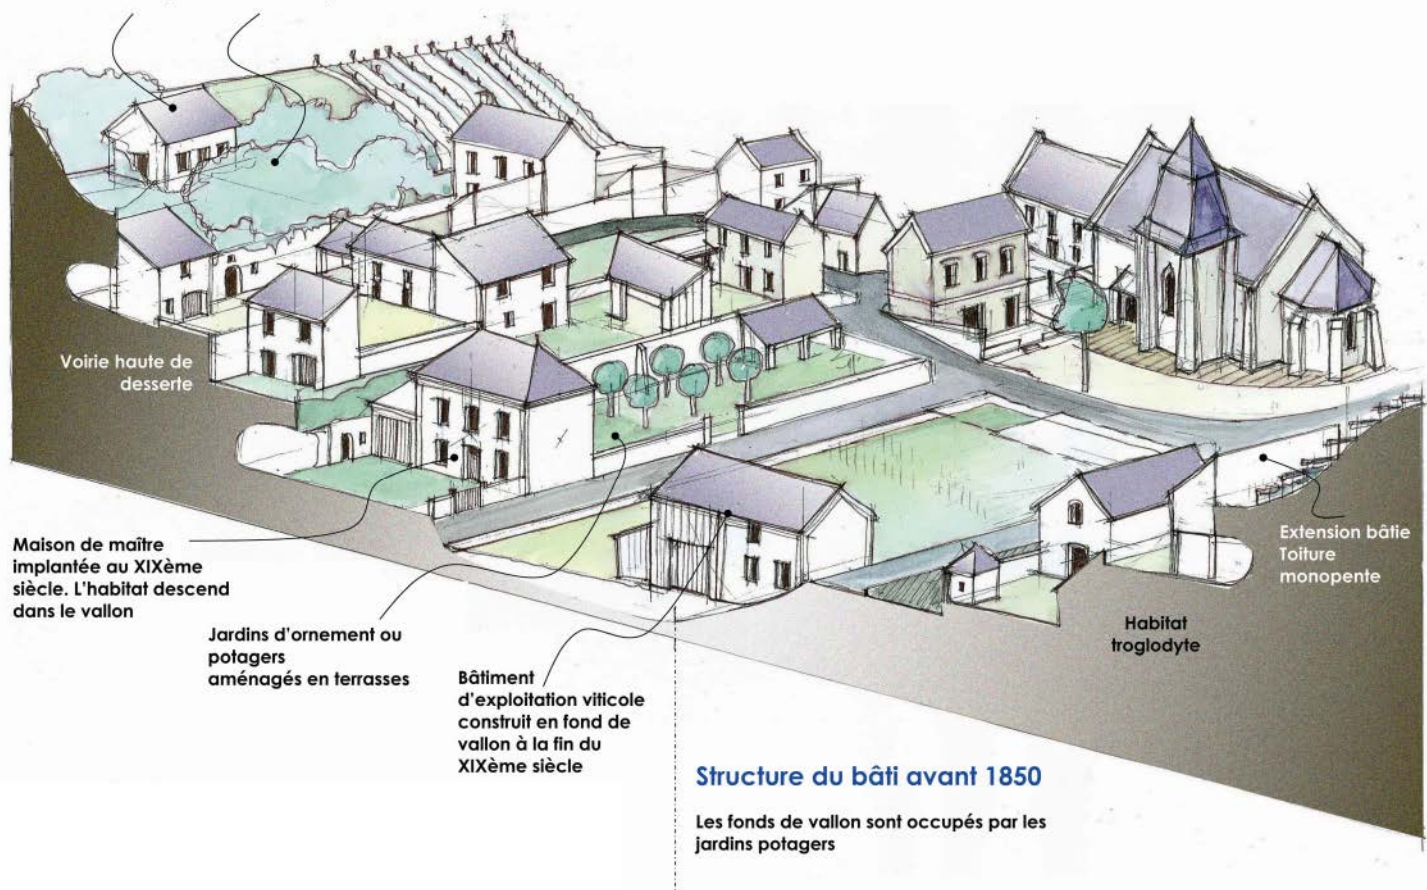 Voirie haute de
desserte
Maison de maître
implantée au XIXème
siècle. L'habitat descend
dans le vallon
Jardins d'ornement ou
potagers
aménagés en terrasses
Bâtiment
d'exploitation viticole
construit en fond de
vallon à la fin du
XIXème siècle
Extension bâtie
Toiture
monopente
Habitat
troglodyte
Structure du bâti avant 1850
Les fonds de vallon sont occupés par les
jardins potagers